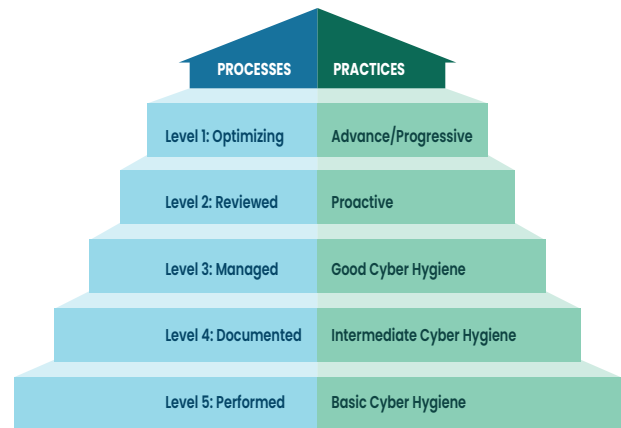 PROCESSES PRACTICES
Level 1: Optimizing Advance/Progressive
Level 2: Reviewed Proactive
Level 3: Managed Good Cyber Hygiene
Level 4: Documented Intermediate Cyber Hygiene
Level 5: Performed Basic Cyber Hygiene